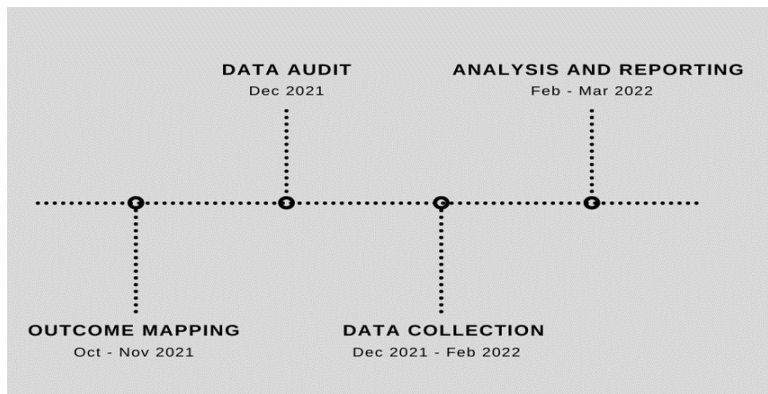 DATA AUDIT
Dec 2021
ANALYSIS AND REPORTING
Feb - Mar 2022
OUTCOME MAPPING
Oct - Nov 2021
DATA COLLECTION
Dec 2021 - Feb 2022